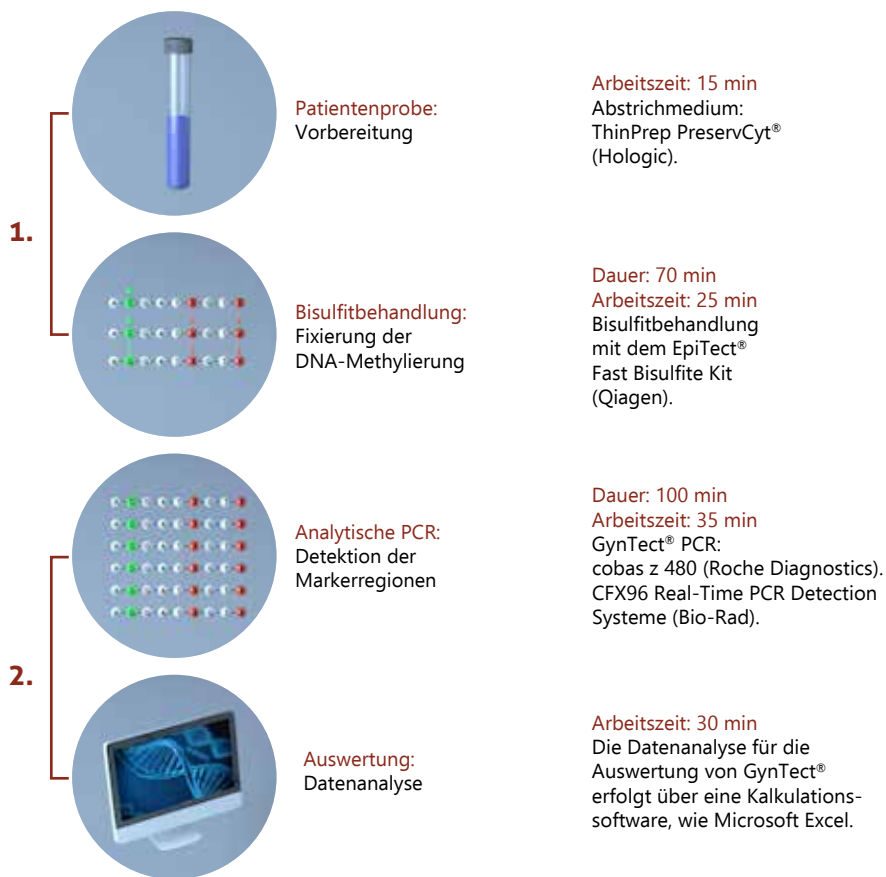 1.
Patientenprobe:
Vorbereitung
Arbeitszeit: 15 min
Abstrichmedium:
ThinPrep PreservCyt®
(Hologic).
Bisulfitbehandlung:
Fixierung der
DNA-Methylierung
Dauer: 70 min
Arbeitszeit: 25 min
Bisulfitbehandlung
mit dem EpiTect®
Fast Bisulfite Kit
(Qiagen).
2.
Analytische PCR:
Detektion der
Markerregionen
Dauer: 100 min
Arbeitszeit: 35 min
GynTect® PCR:
cobas z 480 (Roche Diagnostics).
CFX96 Real-Time PCR Detection
Systeme (Bio-Rad).
Auswertung:
Datenanalyse
Arbeitszeit: 30 min
Die Datenanalyse für die
Auswertung von GynTect®
erfolgt über eine Kalkulations-
software, wie Microsoft Excel.